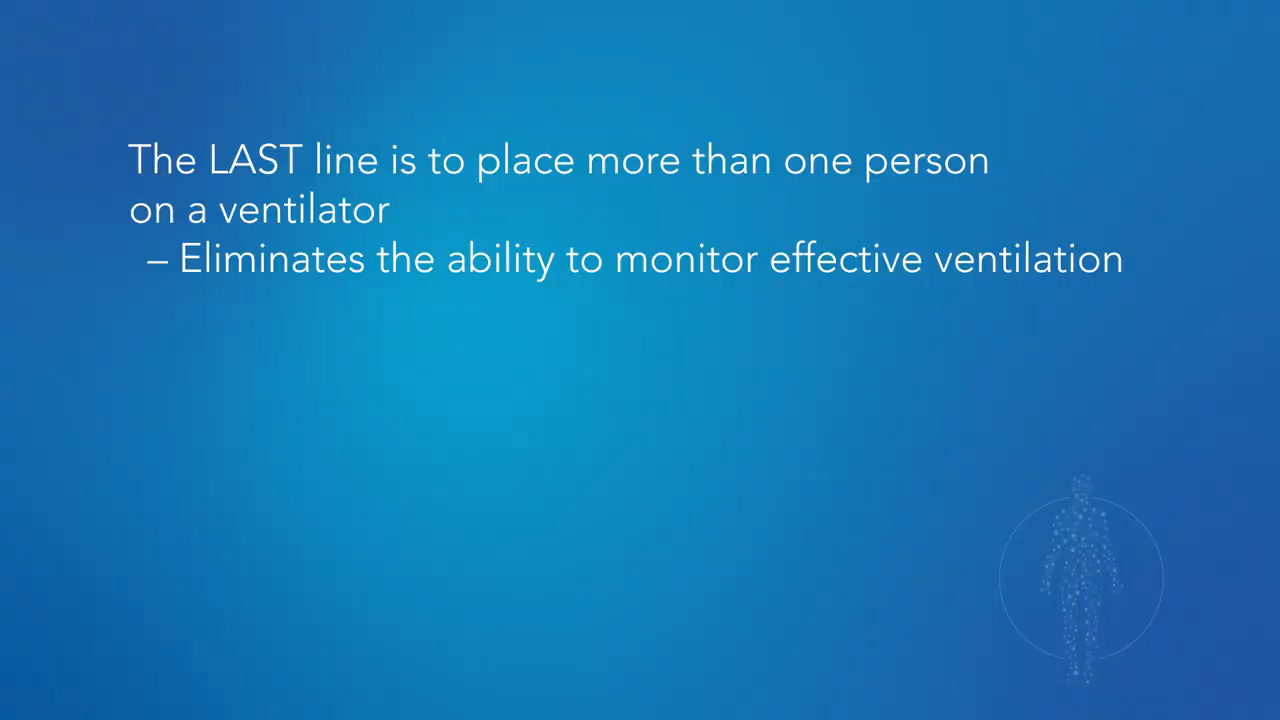 The LAST line is to place more than one person
on a ventilator
– Eliminates the ability to monitor effective ventilation